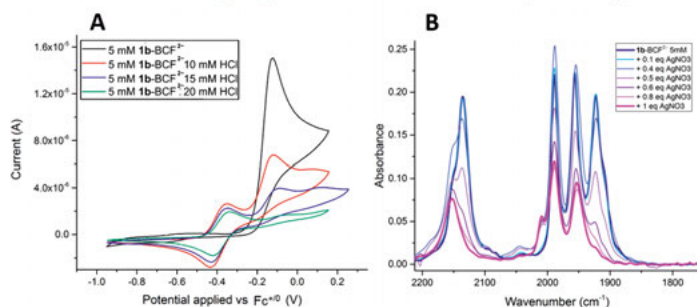 A
1.6x10⁻⁵
1.2x10⁻⁵
8.0x10⁻⁶
4.0x10⁻⁶
0.0
Current (A)
5 mM 1b-BCF²⁻
5 mM 1b-BCF²⁻10 mM HCl
5 mM 1b-BCF²⁻15 mM HCl
5 mM 1b-BCF²⁻:20 mM HCl
-1.0 -0.8 -0.6 -0.4 -0.2 0.0 0.2
Potential applied vs Fc⁺/⁰ (V)
B
0.25
0.20
0.15
0.10
0.05
0.00
Absorbance
1b-BCF²⁻ 5mM
+ 0.1 eq AgNO3
+ 0.4 eq AgNO3
+ 0.5 eq AgNO3
+ 0.6 eq AgNO3
+ 0.8 eq AgNO3
+ 1 eq AgNO3
2200 2100 2000 1900 1800
Wavenumber (cm⁻¹)